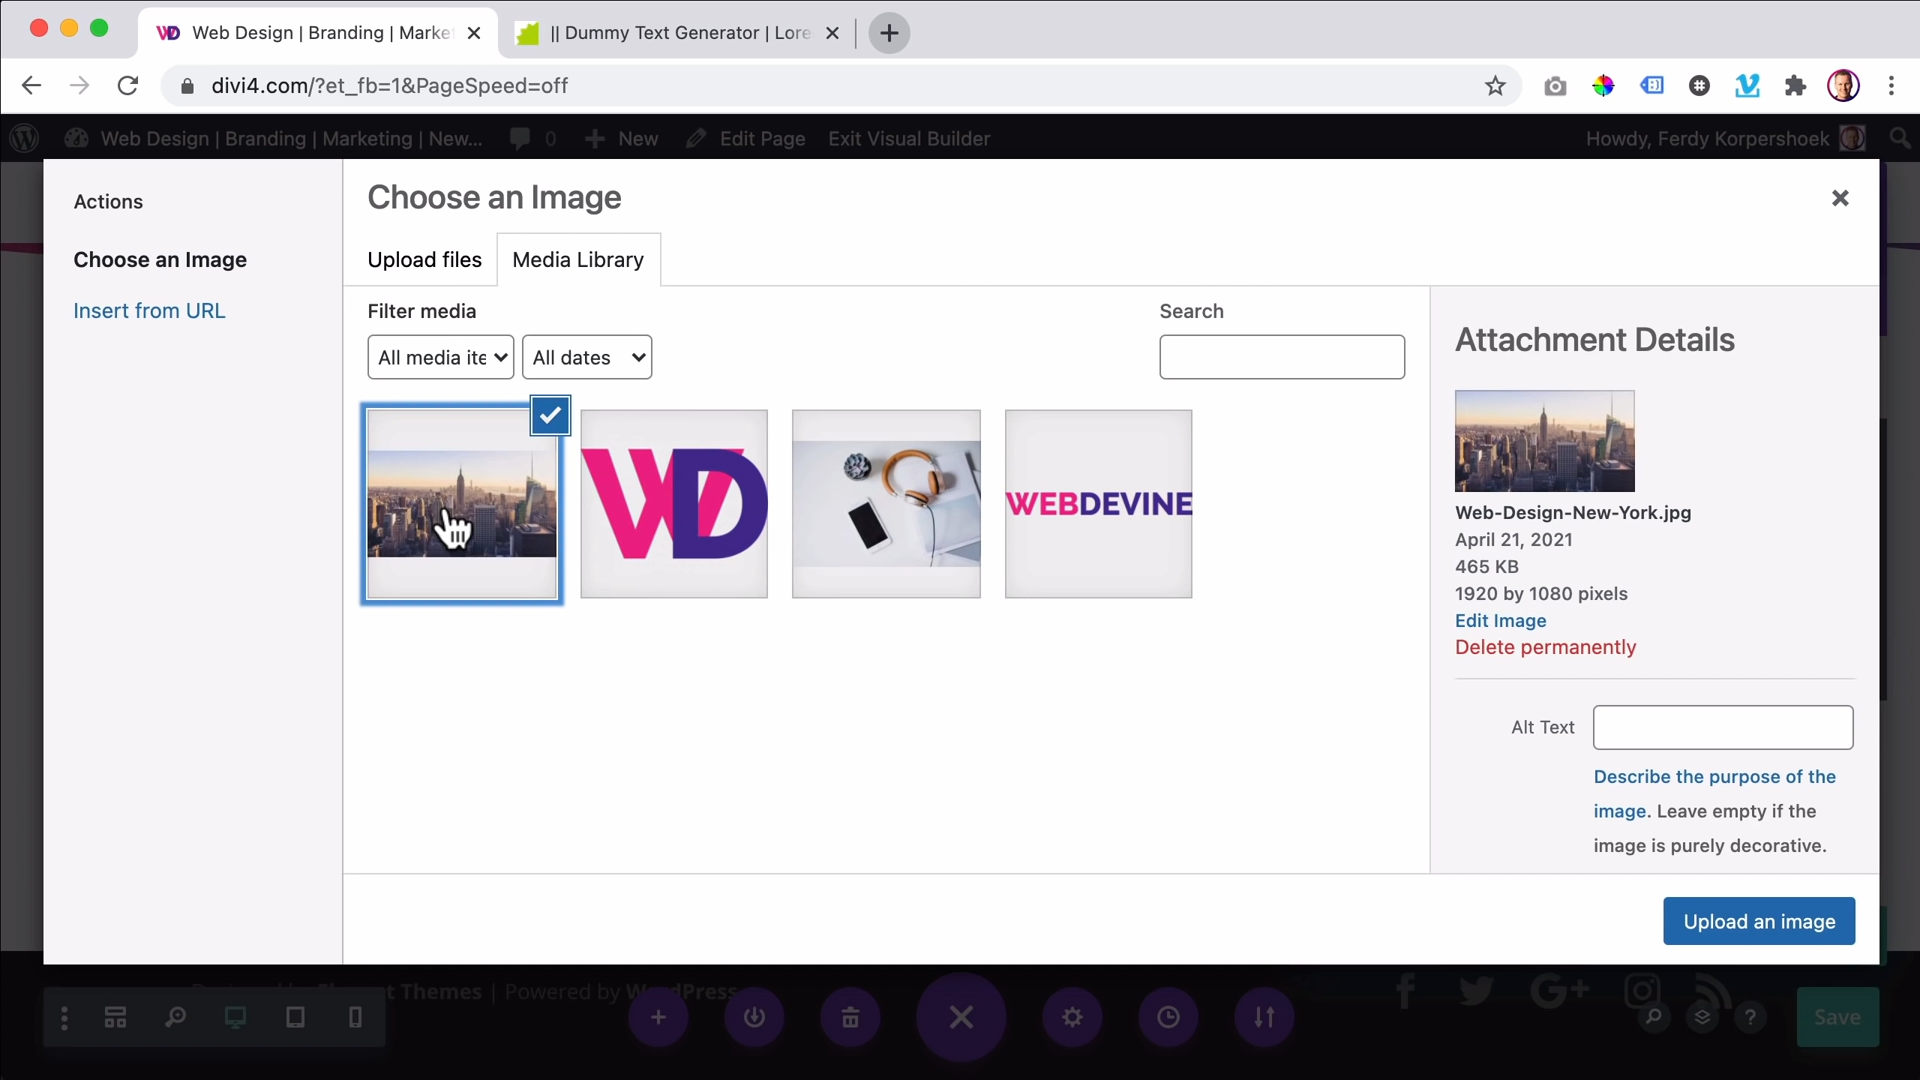 WD Web Design | Branding | Marke
|| Dummy Text Generator | Lore
divi4.com/?et_fb=1&PageSpeed=off
Web Design | Branding | Marketing | New...
0
New
Edit Page
Exit Visual Builder
Howdy, Ferdy Korpershoek
Actions
Choose an Image
Insert from URL
Choose an Image
Upload files
Media Library
Filter media
Search
All media ite
All dates
WD
WEBDEVINE
Attachment Details
Web-Design-New-York.jpg
April 21, 2021
465 KB
1920 by 1080 pixels
Edit Image
Delete permanently
Alt Text
Describe the purpose of the
image. Leave empty if the
image is purely decorative.
Upload an image
t Themes | Powered by W
Save